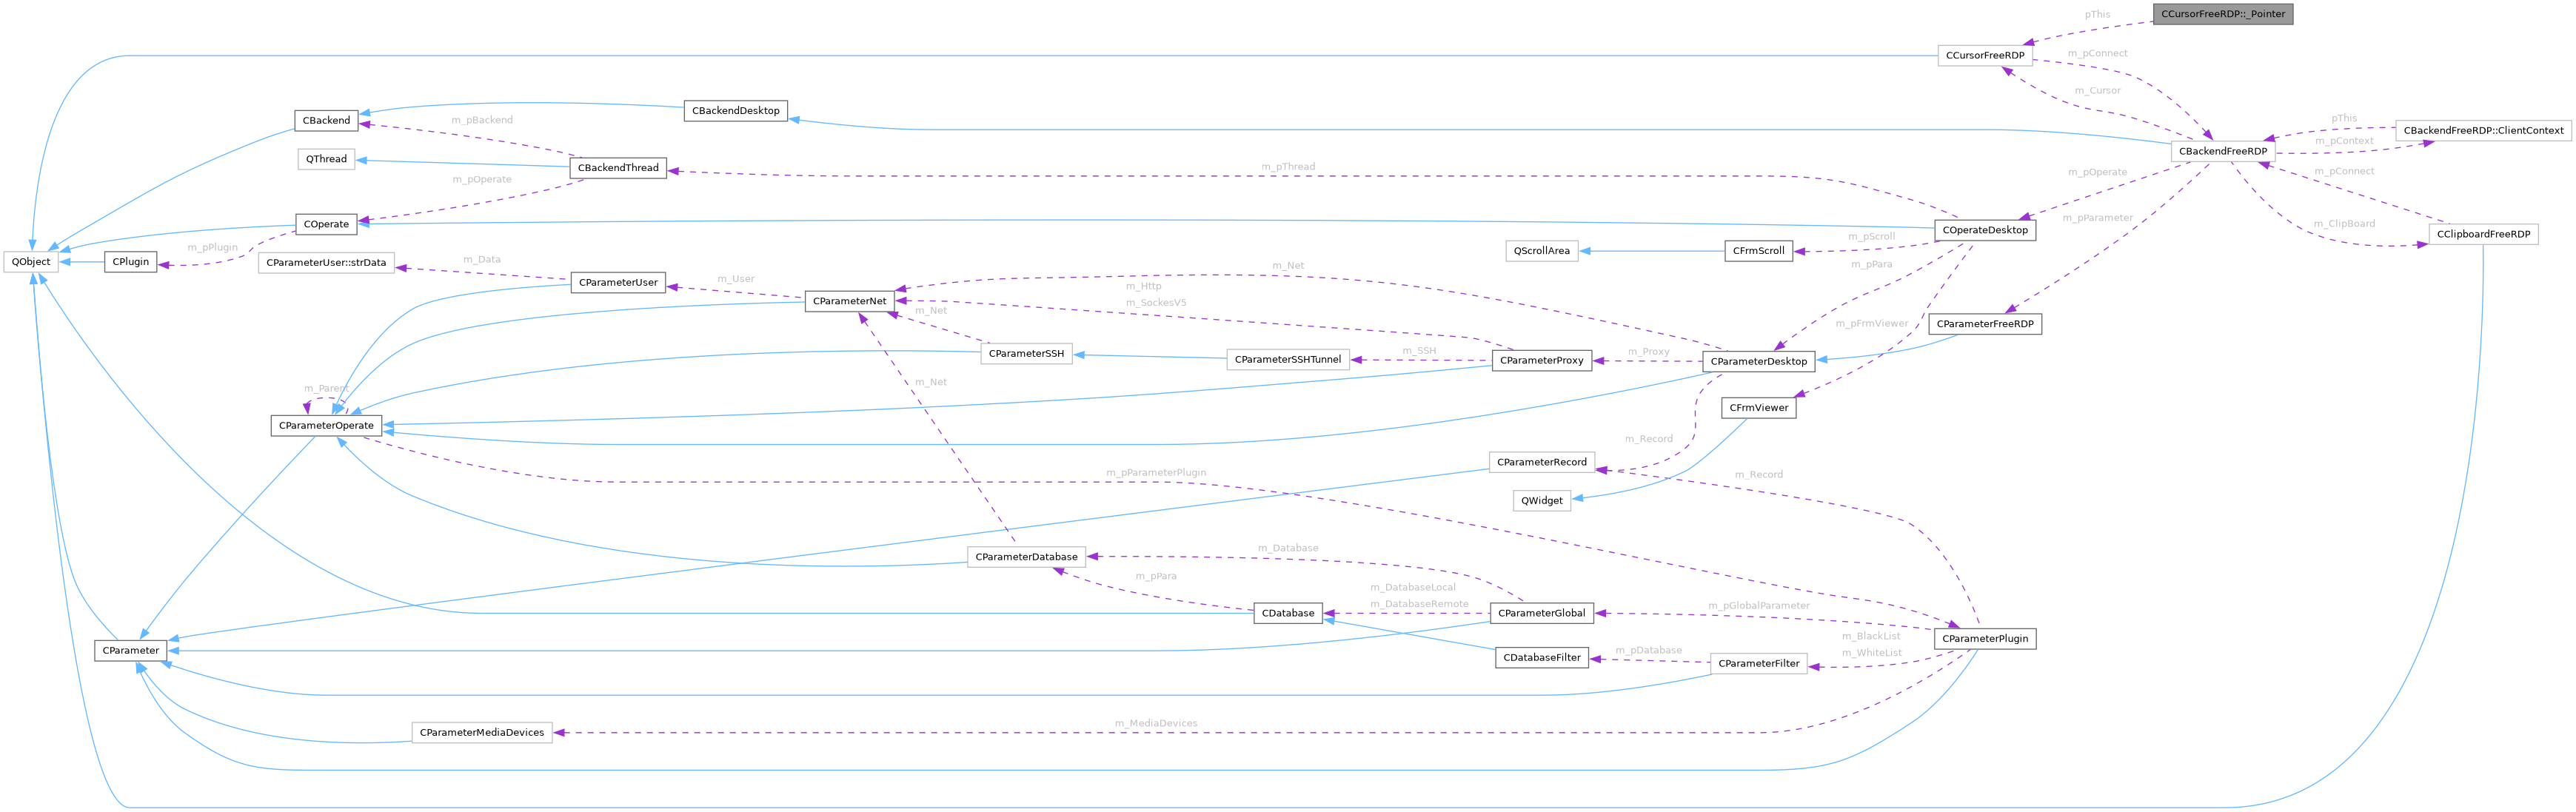 CCursorFreeRDP::_Pointer
pThis
CCursorFreeRDP
m_pConnect
m_Cursor
CBackendDesktop
CBackend
m_pBackend
pThis
CBackendFreeRDP::ClientContext
m_pContext
CBackendFreeRDP
QThread
CBackendThread
m_pThread
m_pOperate
m_pConnect
m_pOperate
m_pParameter
m_ClipBoard
COperate
COperateDesktop
CClipboardFreeRDP
m_pPlugin
m_pScroll
QScrollArea
CFrmScroll
QObject
CPlugin
CParameterUser::strData
m_Data
m_Net
m_pPara
CParameterUser
m_User
m_Http
m_SockesV5
CParameterNet
m_Net
m_pFrmViewer
CParameterFreeRDP
CParameterSSH
CParameterSSHTunnel
m_SSH
CParameterProxy
m_Proxy
CParameterDesktop
m_Parent
m_Net
CFrmViewer
CParameterOperate
m_Record
CParameterRecord
m_pParameterPlugin
m_Record
QWidget
CParameterDatabase
m_Database
m_pPara
m_DatabaseLocal
m_DatabaseRemote
CDatabase
CParameterGlobal
m_pGlobalParameter
CParameterPlugin
m_BlackList
m_WhiteList
CParameter
CDatabaseFilter
m_pDatabase
CParameterFilter
m_MediaDevices
CParameterMediaDevices